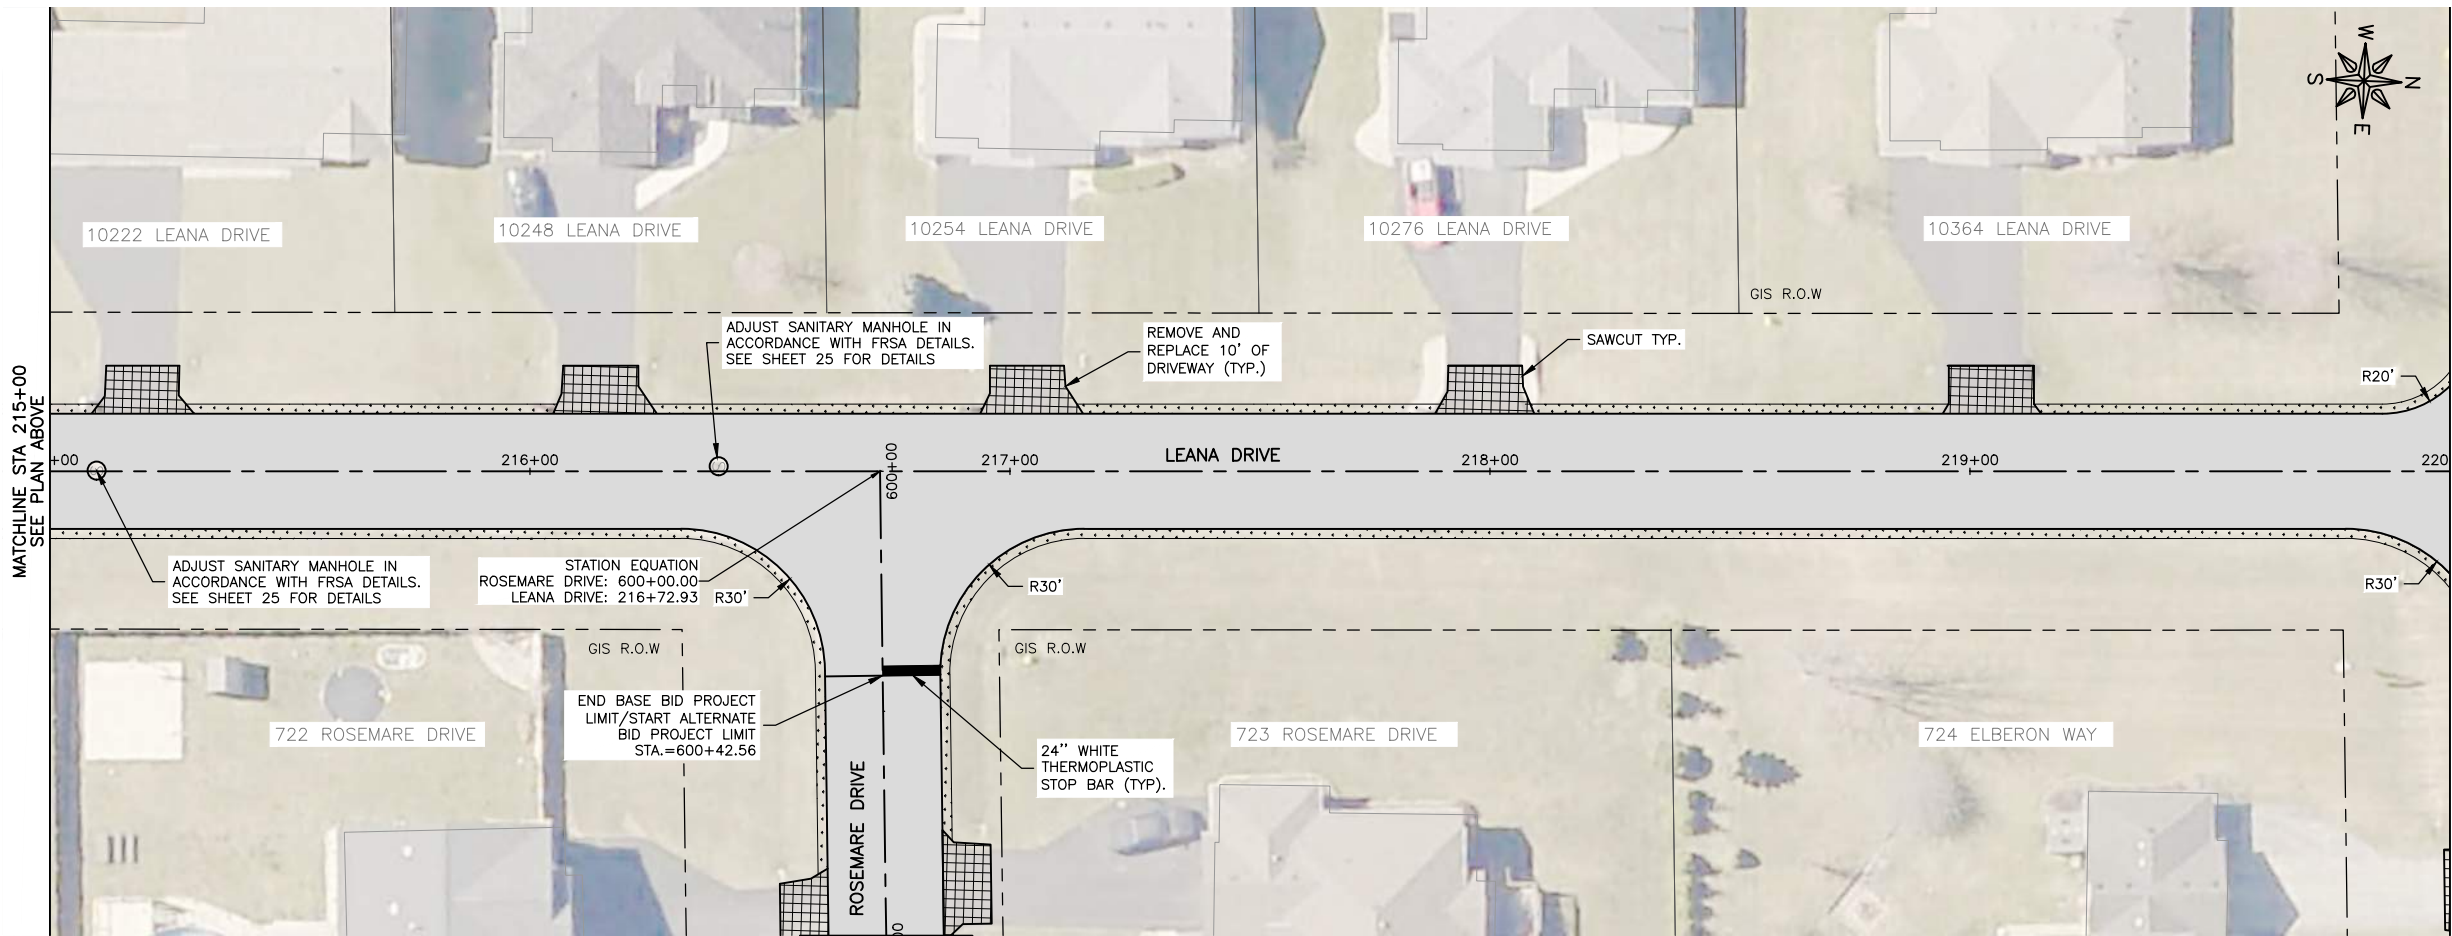 W
S
N
E
10222 LEANA DRIVE
10248 LEANA DRIVE
10254 LEANA DRIVE
10276 LEANA DRIVE
10364 LEANA DRIVE
GIS R.O.W
ADJUST SANITARY MANHOLE IN
ACCORDANCE WITH FRSA DETAILS.
SEE SHEET 25 FOR DETAILS
REMOVE AND
REPLACE 10' OF
DRIVEWAY (TYP.)
SAWCUT TYP.
R20'
MATCHLINE STA 215+00
SEE PLAN ABOVE
+00
216+00
600+00
217+00
LEANA DRIVE
218+00
219+00
220
ADJUST SANITARY MANHOLE IN
ACCORDANCE WITH FRSA DETAILS.
SEE SHEET 25 FOR DETAILS
STATION EQUATION
ROSEMARE DRIVE: 600+00.00
LEANA DRIVE: 216+72.93
R30'
R30'
R30'
GIS R.O.W
GIS R.O.W
END BASE BID PROJECT
LIMIT/START ALTERNATE
BID PROJECT LIMIT
STA.=600+42.56
722 ROSEMARE DRIVE
723 ROSEMARE DRIVE
724 ELBERON WAY
24'' WHITE
THERMOPLASTIC
STOP BAR (TYP).
ROSEMARE DRIVE
00